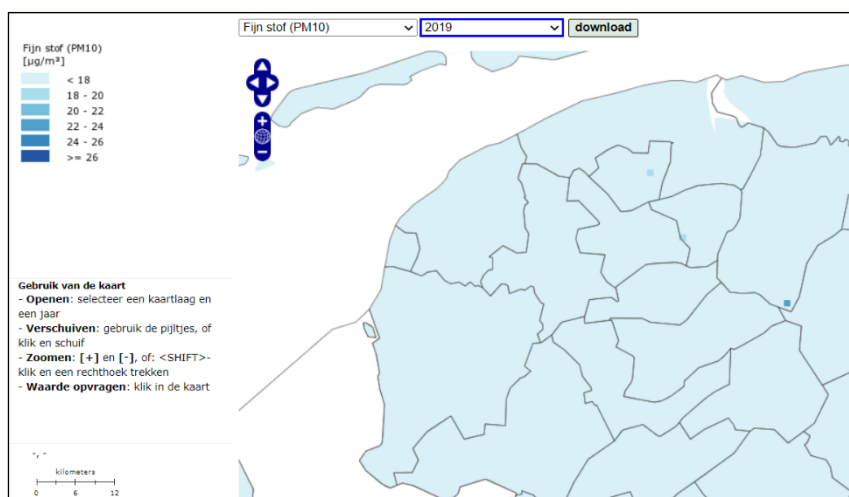 Fijn stof (PM10)
2019
download
Fijn stof (PM10)
[µg/m³]
< 18
18 - 20
20 - 22
22 - 24
24 - 26
>= 26
Gebruik van de kaart
- Openen: selecteer een kaartlaag en
een jaar
- Verschuiven: gebruik de pijltjes, of
klik en schuif
- Zoomen: [+] en [-], of: <SHIFT>-
klik en een rechthoek trekken
- Waarde opvragen: klik in de kaart
-, -
kilometers
0 6 12